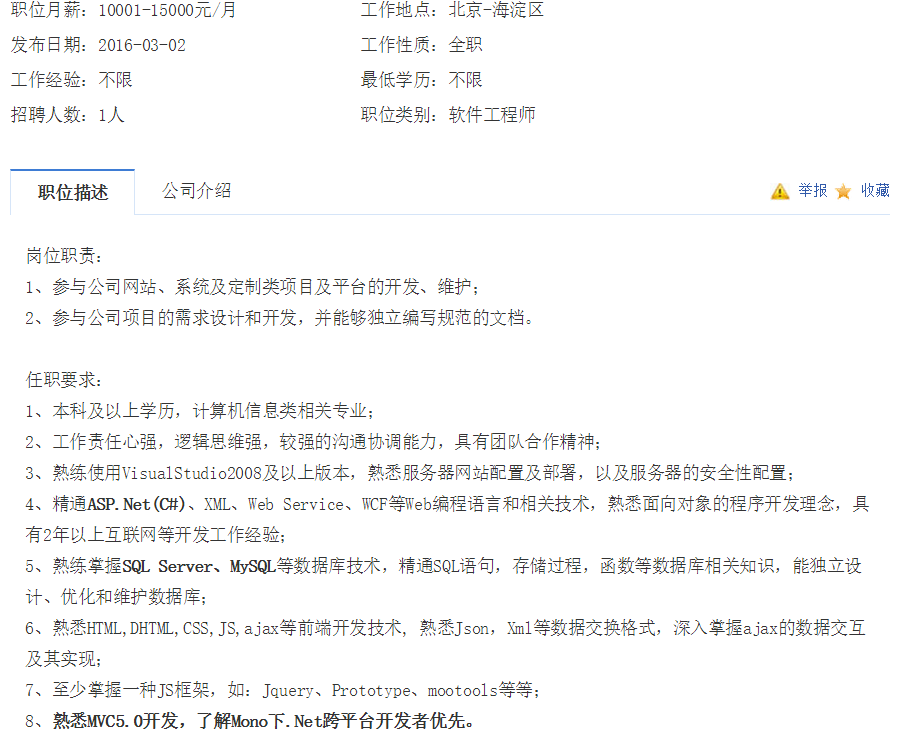 职位月薪：10001-15000元/月 工作地点：北京-海淀区
发布日期：2016-03-02 工作性质：全职
工作经验：不限 最低学历：不限
招聘人数：1人 职位类别：软件工程师
职位描述 公司介绍 举报 收藏
岗位职责：
1、参与公司网站、系统及定制类项目及平台的开发、维护；
2、参与公司项目的需求设计和开发，并能够独立编写规范的文档。
任职要求：
1、本科及以上学历，计算机信息类相关专业；
2、工作责任心强，逻辑思维强，较强的沟通协调能力，具有团队合作精神；
3、熟练使用VisualStudio2008及以上版本，熟悉服务器网站配置及部署，以及服务器的安全性配置；
4、精通ASP.Net(C#)、XML、Web Service、WCF等Web编程语言和相关技术，熟悉面向对象的程序开发理念，具
有2年以上互联网等开发工作经验；
5、熟练掌握SQL Server、MySQL等数据库技术，精通SQL语句，存储过程，函数等数据库相关知识，能独立设
计、优化和维护数据库；
6、熟悉HTML,DHTML,CSS,JS,ajax等前端开发技术, 熟悉Json，Xml等数据交换格式，深入掌握ajax的数据交互
及其实现；
7、至少掌握一种JS框架，如：Jquery、Prototype、mootools等等；
8、熟悉MVC5.0开发，了解Mono下.Net跨平台开发者优先。